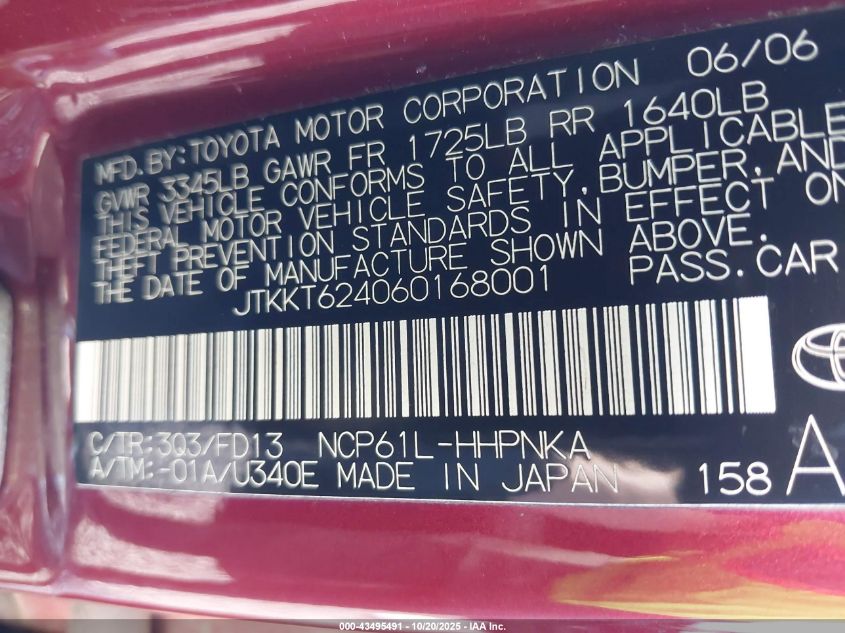 MFD.BY:TOYOTA MOTOR CORPORATION 06/06
GVWR 3345LB GAWR FR 1725LB RR 1640LB
THIS VEHICLE CONFORMS TO ALL APPLICABLE
FEDERAL MOTOR VEHICLE SAFETY,BUMPER,AND
THEFT PREVENTION STANDARDS IN EFFECT ON
THE DATE OF MANUFACTURE SHOWN ABOVE.
JTKKT624060168001 PASS.CAR
C/TR:3Q3/FD13 NCP61L-HHPNKA
A/TM:-01A/U340E MADE IN JAPAN 158 A
000-43495491 - 10/20/2025 - IAA Inc.